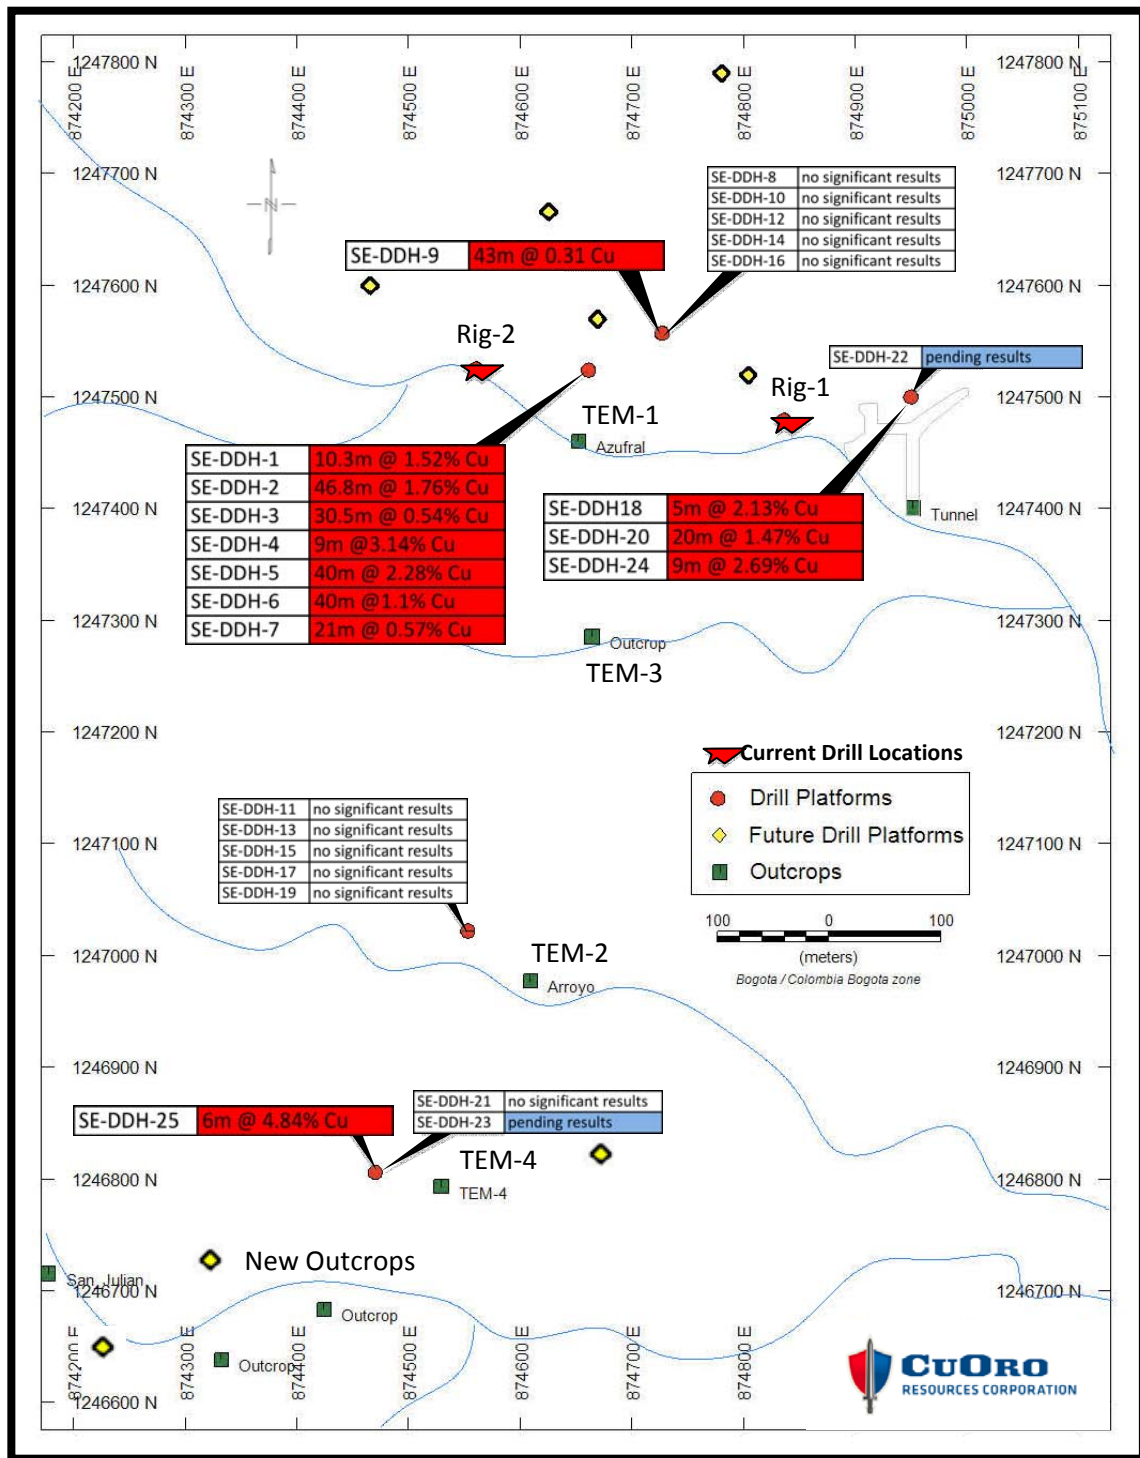 1247800 N
874200 E
874300 E
874400 E
874500 E
874600 E
874700 E
874800 E
874900 E
1247800 N
875000 E
875100 E
1247700 N
1247700 N
N
SE-DDH-8 no significant results
SE-DDH-10 no significant results
SE-DDH-12 no significant results
SE-DDH-14 no significant results
SE-DDH-16 no significant results
SE-DDH-9 43m @ 0.31 Cu
1247600 N
1247600 N
Rig-2
SE-DDH-22 pending results
Rig-1
1247500 N
1247500 N
TEM-1
Azufral
SE-DDH-1 10.3m @ 1.52% Cu
SE-DDH-2 46.8m @ 1.76% Cu
SE-DDH-3 30.5m @ 0.54% Cu
SE-DDH-4 9m @3.14% Cu
SE-DDH-5 40m @ 2.28% Cu
SE-DDH-6 40m @1.1% Cu
SE-DDH-7 21m @ 0.57% Cu
SE-DDH18 5m @ 2.13% Cu
SE-DDH-20 20m @ 1.47% Cu
SE-DDH-24 9m @ 2.69% Cu
Tunnel
1247400 N
1247400 N
1247300 N
1247300 N
Outcrop
TEM-3
1247200 N
1247200 N
Current Drill Locations
Drill Platforms
Future Drill Platforms
Outcrops
100 0 100
(meters)
Bogota / Colombia Bogota zone
SE-DDH-11 no significant results
SE-DDH-13 no significant results
SE-DDH-15 no significant results
SE-DDH-17 no significant results
SE-DDH-19 no significant results
1247100 N
1247100 N
TEM-2
Arroyo
1247000 N
1247000 N
1246900 N
1246900 N
SE-DDH-25 6m @ 4.84% Cu
SE-DDH-21 no significant results
SE-DDH-23 pending results
TEM-4
TEM-4
1246800 N
1246800 N
New Outcrops
San Julian
1246700 N
1246700 N
Outcrop
Outcrop
874200 E
874300 E
874400 E
874500 E
874600 E
874700 E
874800 E
1246600 N
CUORO
RESOURCES CORPORATION